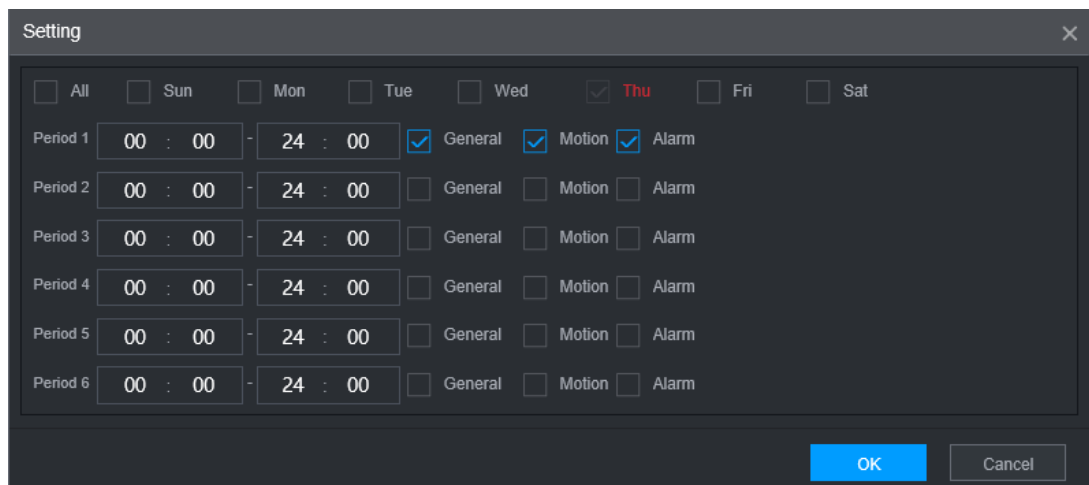 Setting
All Sun Mon Tue Wed Thu Fri Sat
Period 1 00 : 00 - 24 : 00 General Motion Alarm
Period 2 00 : 00 - 24 : 00 General Motion Alarm
Period 3 00 : 00 - 24 : 00 General Motion Alarm
Period 4 00 : 00 - 24 : 00 General Motion Alarm
Period 5 00 : 00 - 24 : 00 General Motion Alarm
Period 6 00 : 00 - 24 : 00 General Motion Alarm
OK Cancel